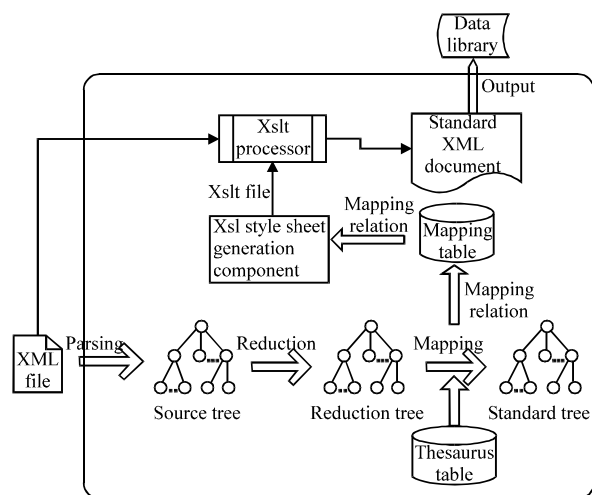 Data
library
Output
Xslt
processor
Standard
XML
document
Xslt file
Xsl style sheet
generation
component
Mapping
relation
Mapping
table
Mapping
relation
XML
file
Parsing
Reduction
Mapping
Source tree
Reduction tree
Standard tree
Thesaurus
table